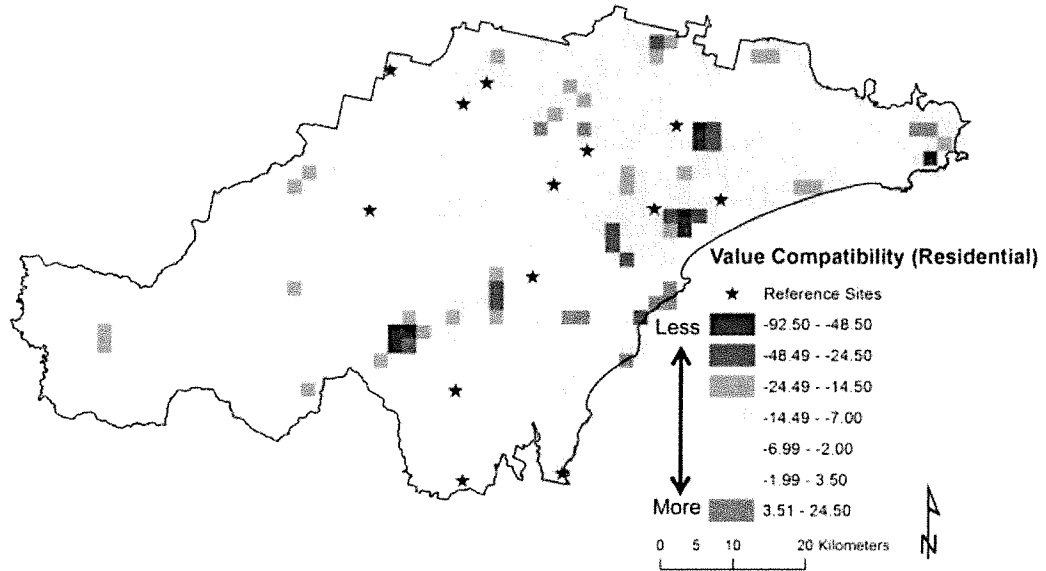 Value Compatibility (Residential)
Reference Sites
Less
-92.50 - -48.50
-48.49 - -24.50
-24.49 - -14.50
-14.49 - -7.00
-6.99 - -2.00
-1.99 - 3.50
More
3.51 - 24.50
0 5 10 20 Kilometers
N